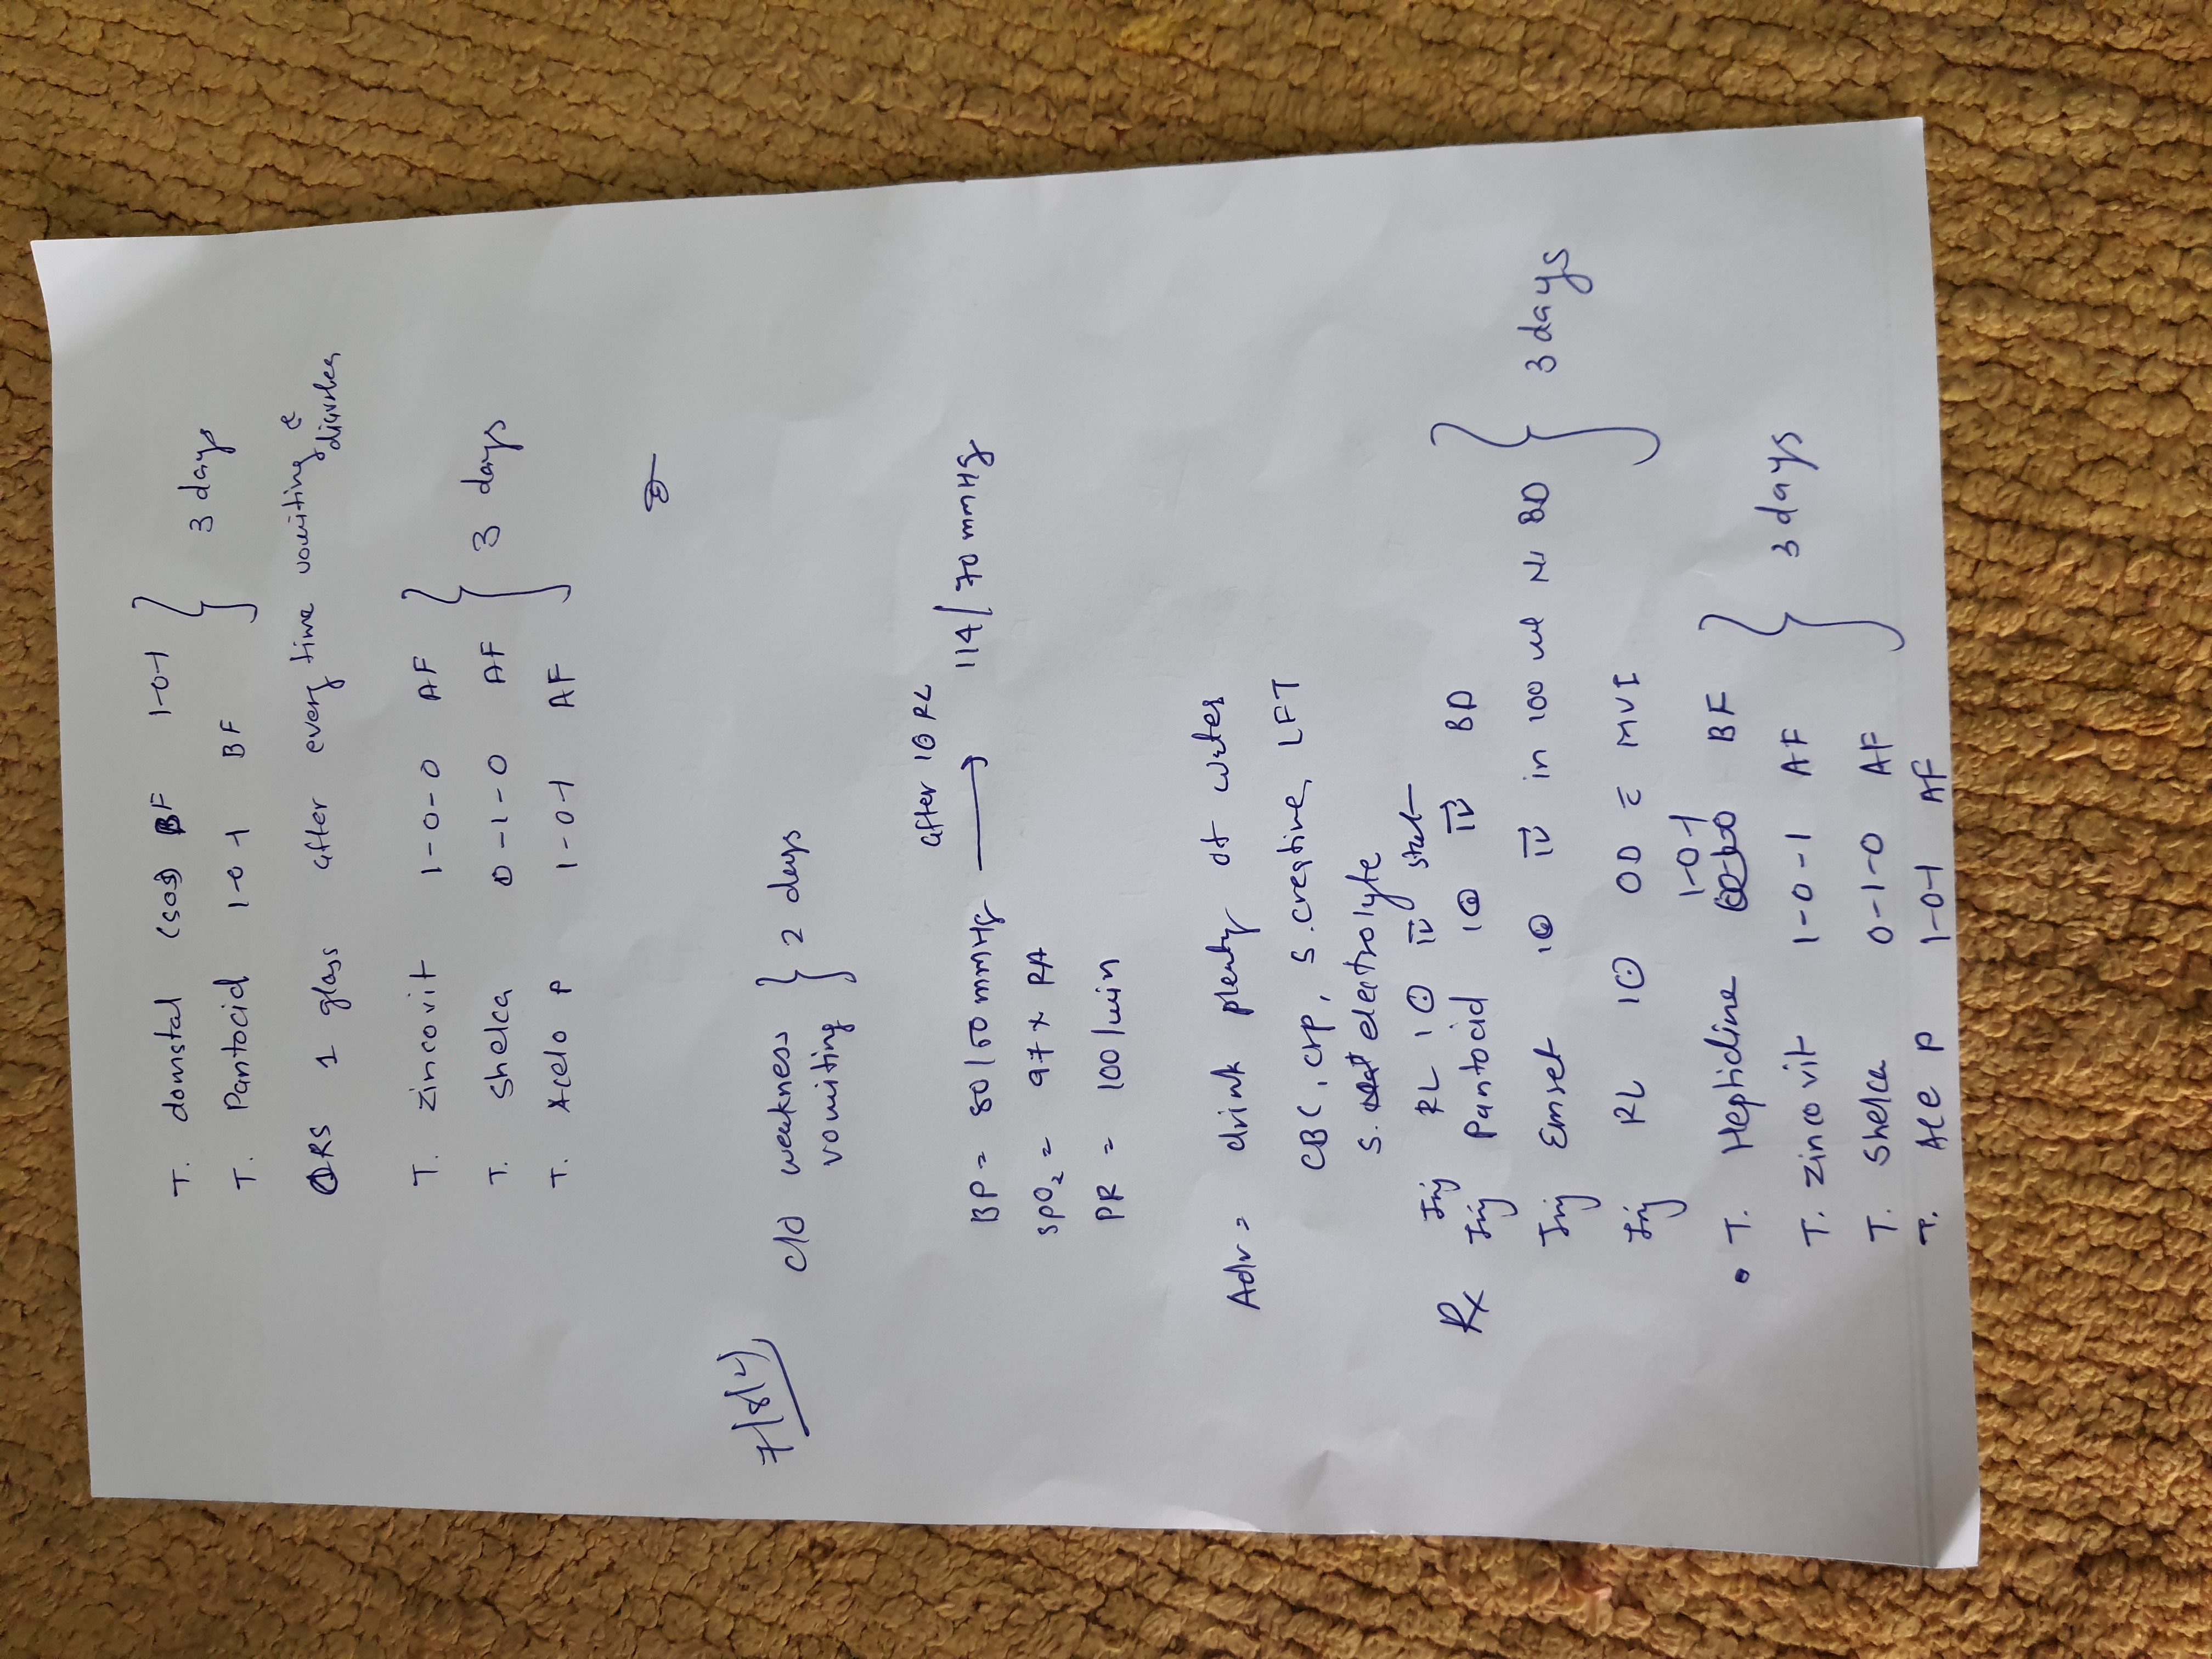 T. domstal (SOS) BF 1-0-1 } 3 days
T. Pantocid 1-0-1 BF
ORS 1 glass after every time vomiting & diarrhea
T. zincovit 1-0-0 AF } 3 days
T. shelca 0-1-0 AF
T. Acelo P 1-0-1 AF
7/8/
c/o weakness } 2 days
vomiting
after 1 RL
BP = 80/50 mmHg → 114/70 mmHg
SPO2 = 97% RA
PR = 100/min
Adv = drink plenty of water
CBC, crp, S. creatine, LFT
S. electrolyte
Inj RL 1 IV stat
Rx Inj Pantocid 1 IV BD } 3 days
Inj Emset 1 IV in 100 ml NS BD
Inj RL 1 OD c MVI
1-0-1
• T. Heptidine BF } 3 days
T. zincovit 1-0-1 AF
T. Shelca 0-1-0 AF
T. Ace P 1-0-1 AF